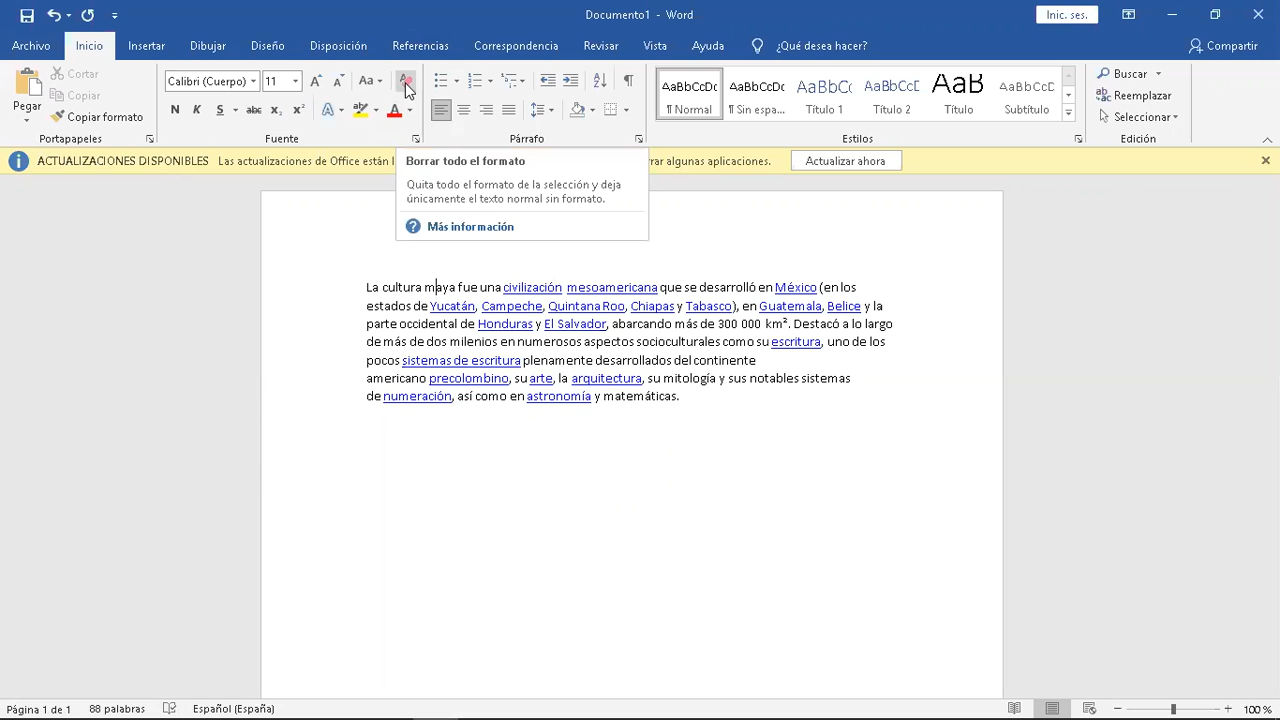 Documento1 - Word
Inic. ses.
Archivo Inicio Insertar Dibujar Diseño Disposición Referencias Correspondencia Revisar Vista Ayuda ¿Qué desea hacer? Compartir
Pegar
Cortar
Copiar
Copiar formato
Portapapeles
Calibri (Cuerpo) 11 A A Aa A
N K S abc x₂ x² A A
Fuente
Párrafo
AaBbCcDc AaBbCcDc AaBbC( AaBbCcD AaB AaBbCcD
¶ Normal ¶ Sin espa... Título 1 Título 2 Título Subtítulo
Estilos
Buscar
Reemplazar
Seleccionar
Edición
ACTUALIZACIONES DISPONIBLES Las actualizaciones de Office están l rar algunas aplicaciones. Actualizar ahora
Borrar todo el formato
Quita todo el formato de la selección y deja
únicamente el texto normal sin formato.
Más información
La cultura maya fue una civilización mesoamericana que se desarrolló en México (en los
estados de Yucatán, Campeche, Quintana Roo, Chiapas y Tabasco), en Guatemala, Belice y la
parte occidental de Honduras y El Salvador, abarcando más de 300 000 km². Destacó a lo largo
de más de dos milenios en numerosos aspectos socioculturales como su escritura, uno de los
pocos sistemas de escritura plenamente desarrollados del continente
americano precolombino, su arte, la arquitectura, su mitología y sus notables sistemas
de numeración, así como en astronomía y matemáticas.
Página 1 de 1 88 palabras Español (España) 100 %